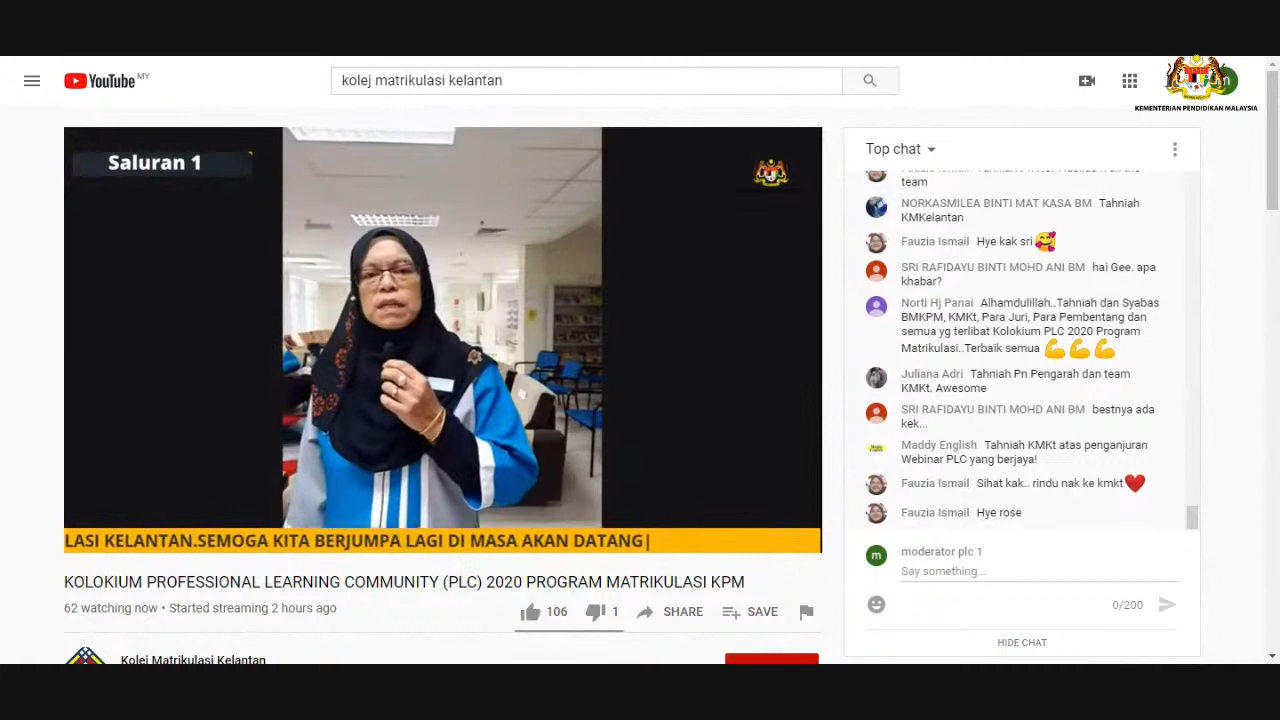 YouTube MY
kolej matrikulasi kelantan
KEMENTERIAN PENDIDIKAN MALAYSIA
Saluran 1
LASI KELANTAN.SEMOGA KITA BERJUMPA LAGI DI MASA AKAN DATANG|
KOLOKIUM PROFESSIONAL LEARNING COMMUNITY (PLC) 2020 PROGRAM MATRIKULASI KPM
62 watching now • Started streaming 2 hours ago
106
1
SHARE
SAVE
Kolej Matrikulasi Kelantan
Top chat
team
NORKASMILEA BINTI MAT KASA BM Tahniah
KMKelantan
Fauzia Ismail Hye kak sri🥰
SRI RAFIDAYU BINTI MOHD ANI BM hai Gee. apa
khabar?
Norti Hj Panai Alhamdulillah..Tahniah dan Syabas
BMKPM, KMKt, Para Juri, Para Pembentang dan
semua yg terlibat Kolokium PLC 2020 Program
Matrikulasi..Terbaik semua 💪💪💪
Juliana Adri Tahniah Pn Pengarah dan team
KMKt. Awesome
SRI RAFIDAYU BINTI MOHD ANI BM bestnya ada
kek...
Maddy English Tahniah KMKt atas penganjuran
Webinar PLC yang berjaya!
Fauzia Ismail Sihat kak.. rindu nak ke kmkt❤️
Fauzia Ismail Hye rose
m
moderator plc 1
Say something...
0/200
HIDE CHAT